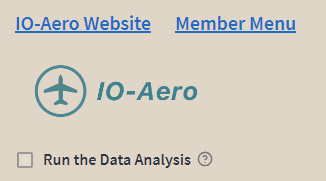 IO-Aero Website Member Menu
IO-Aero
Run the Data Analysis ?